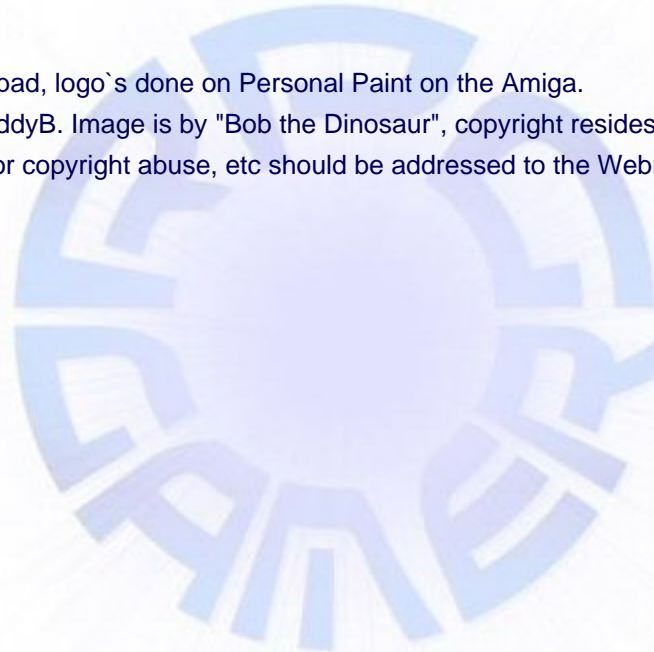 oad, logo`s done on Personal Paint on the Amiga.
ddyB. Image is by "Bob the Dinosaur", copyright resides
or copyright abuse, etc should be addressed to the Web